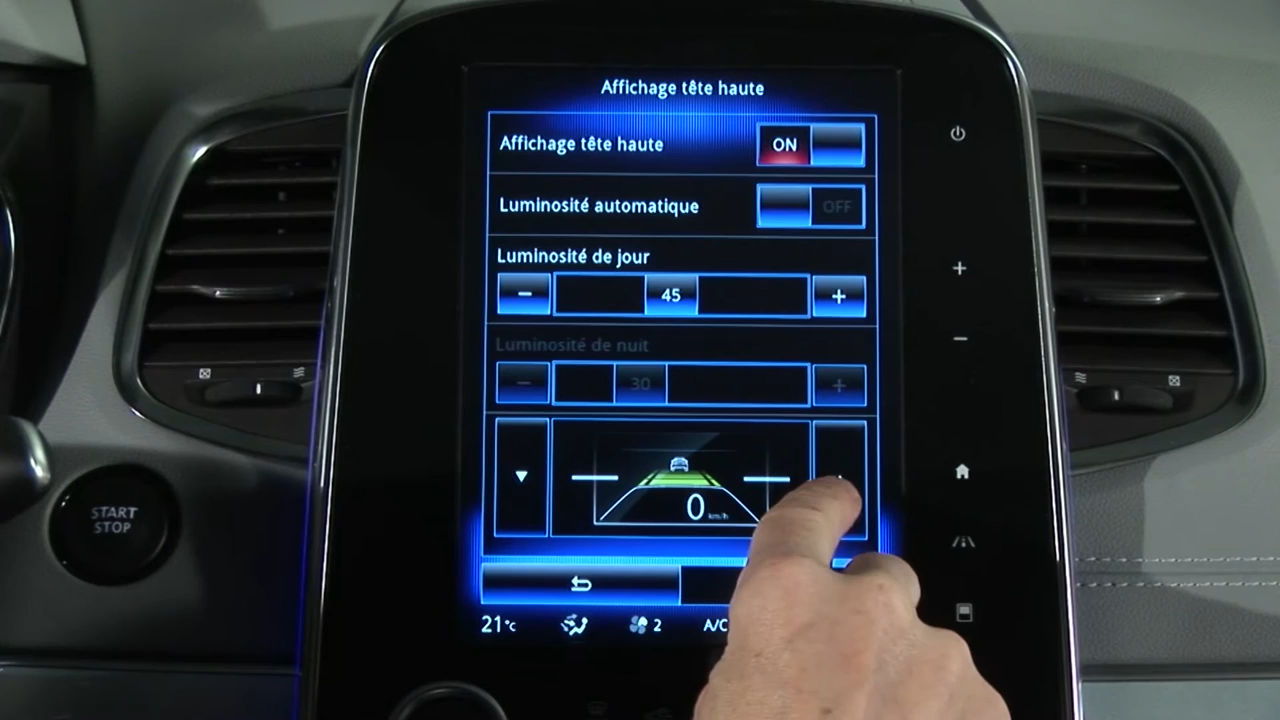 Affichage tête haute
Affichage tête haute ON
Luminosité automatique OFF
Luminosité de jour
- 45 +
Luminosité de nuit
- 30 +
0 km/h
START
STOP
21°C 2 A/C